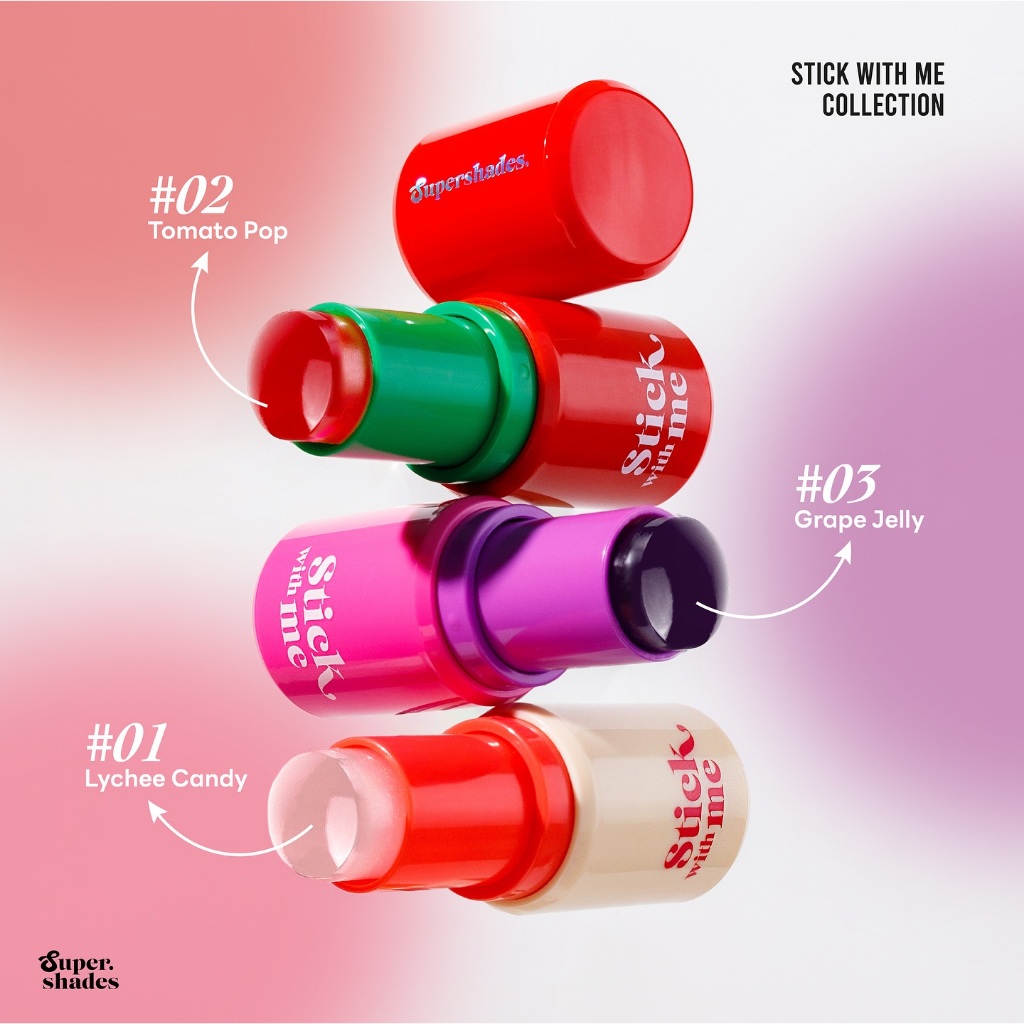 STICK WITH ME
COLLECTION
Supershades.
#02
Tomato Pop
Stick
with me
#03
Grape Jelly
Stick
with me
#01
Lychee Candy
Stick
with me
Super.
shades